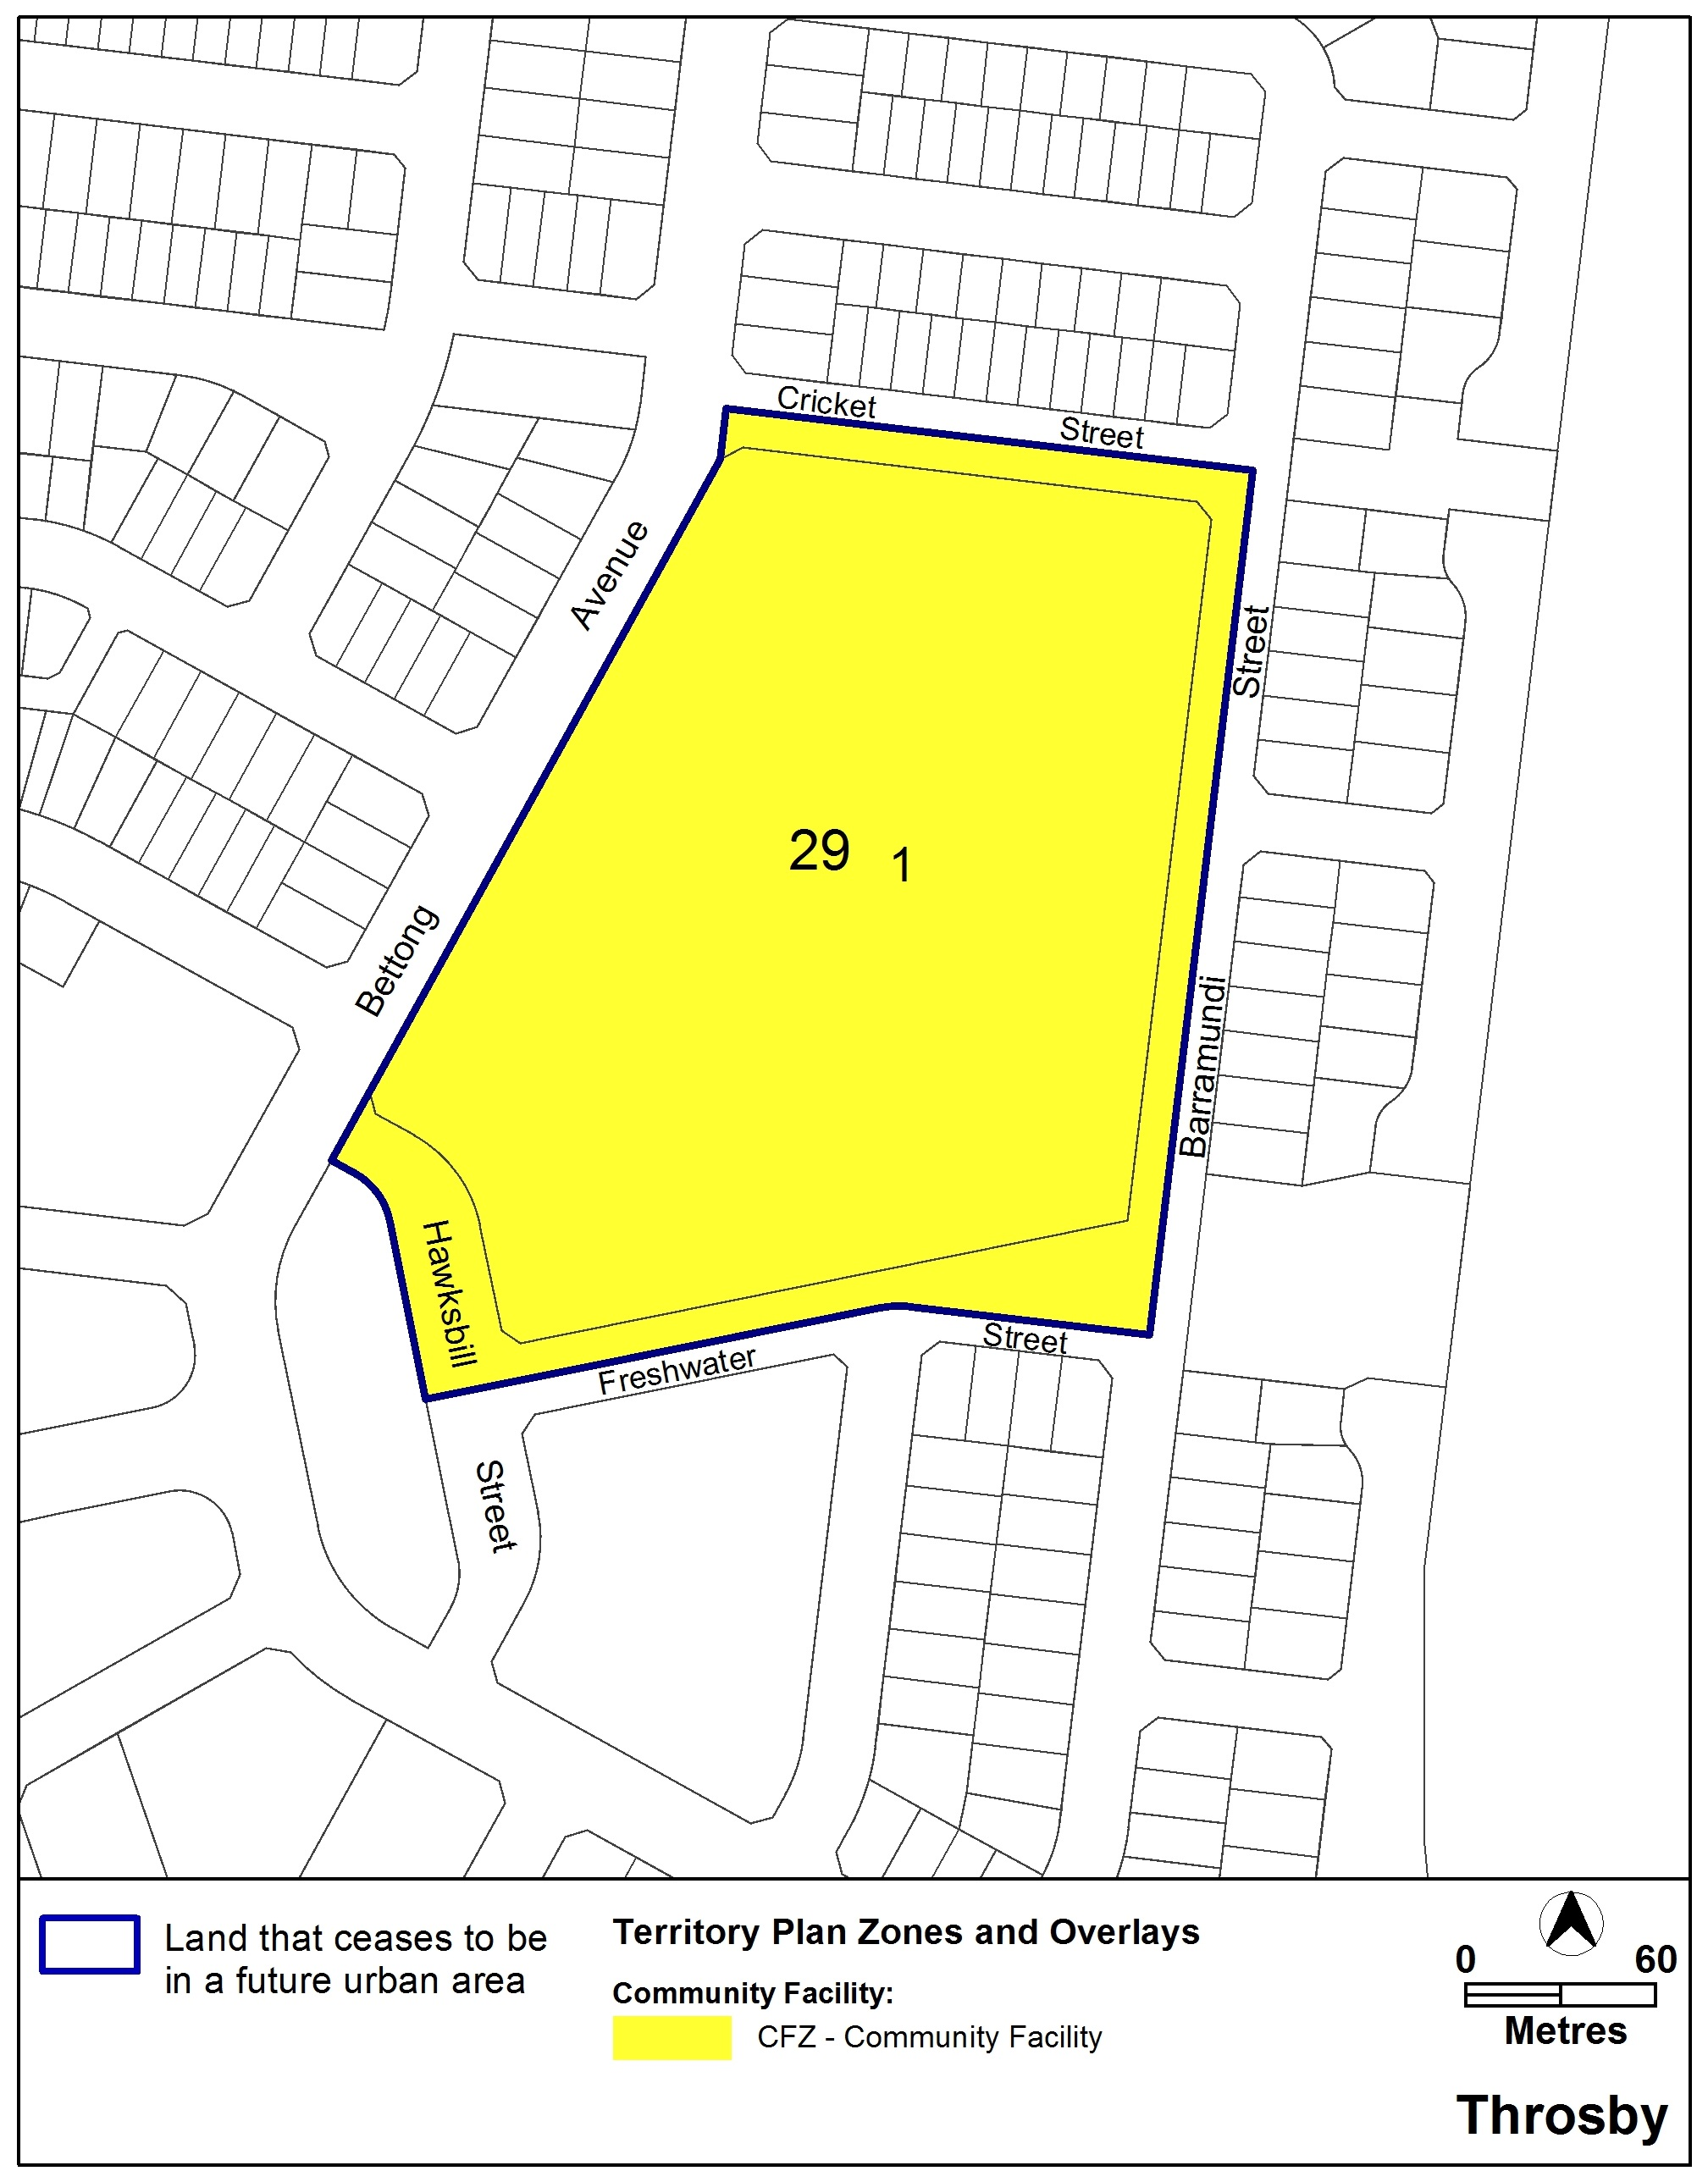 Cricket
Street
Avenue
Street
29 1
Bettong
Barramundi
Hawksbill
Street
Freshwater
Street
Land that ceases to be
in a future urban area
Territory Plan Zones and Overlays
Community Facility:
CFZ - Community Facility
0 60
Metres
Throsby